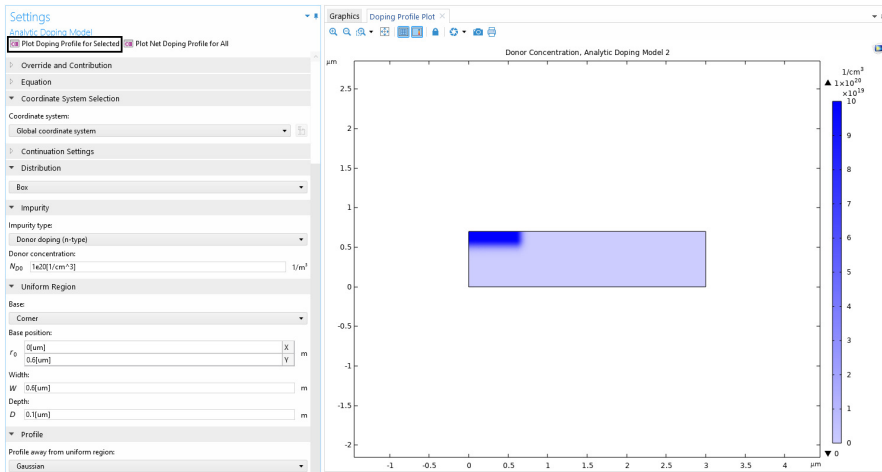 Settings
Analytic Doping Model
Plot Doping Profile for Selected Plot Net Doping Profile for All
Override and Contribution
Equation
Coordinate System Selection
Coordinate system:
Global coordinate system
Continuation Settings
Distribution
Box
Impurity
Impurity type:
Donor doping (n-type)
Donor concentration:
N_D0 1e20[1/cm^3] 1/m³
Uniform Region
Base:
Corner
Base position:
r₀ 0[um] X m
0.6[um] Y
Width:
W 0.6[um] m
Depth:
D 0.1[um] m
Profile
Profile away from uniform region:
Gaussian
Graphics Doping Profile Plot
Donor Concentration, Analytic Doping Model 2
µm
2.5
2
1.5
1
0.5
0
-0.5
-1
-1.5
-2
-1 -0.5 0 0.5 1 1.5 2 2.5 3 3.5 4 µm
1/cm³
▲ 1×10²⁰
×10¹⁹
10
9
8
7
6
5
4
3
2
1
0
▼ 0